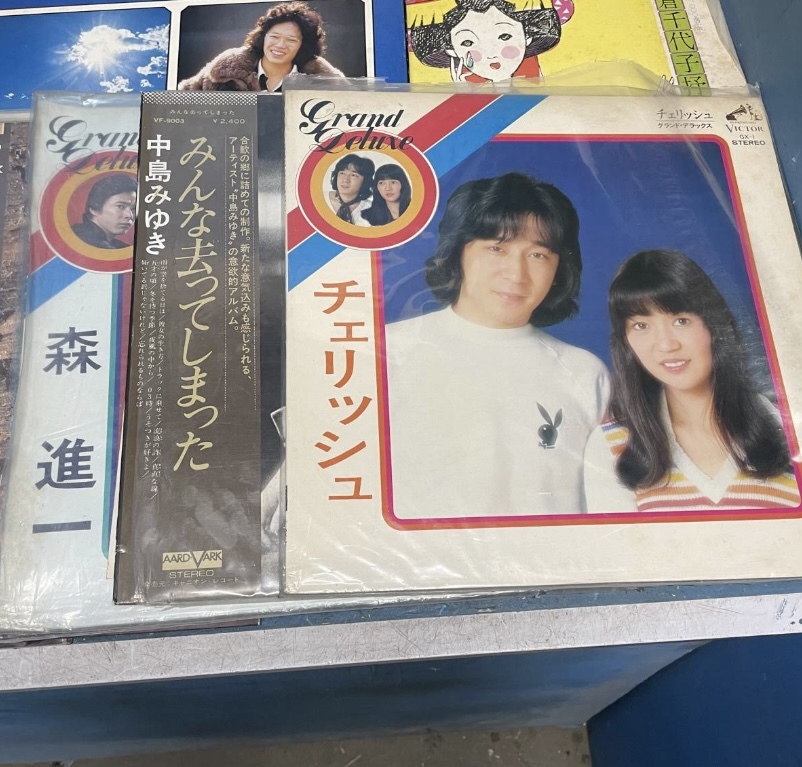 倉千代子
Grand
Deluxe
森進一
みんな去ってしまった
VF-9003 ¥2,400
合歓の郷に詰めての制作。新たな意気込みも感じられる、
アーティスト“中島みゆき”の意欲的アルバム。
みんな去ってしまった
中島みゆき
AARD-VARK
STEREO
Grand
Deluxe
チェリッシュ
グランド・デラックス
VICTOR
GX-1
STEREO
チェリッシュ